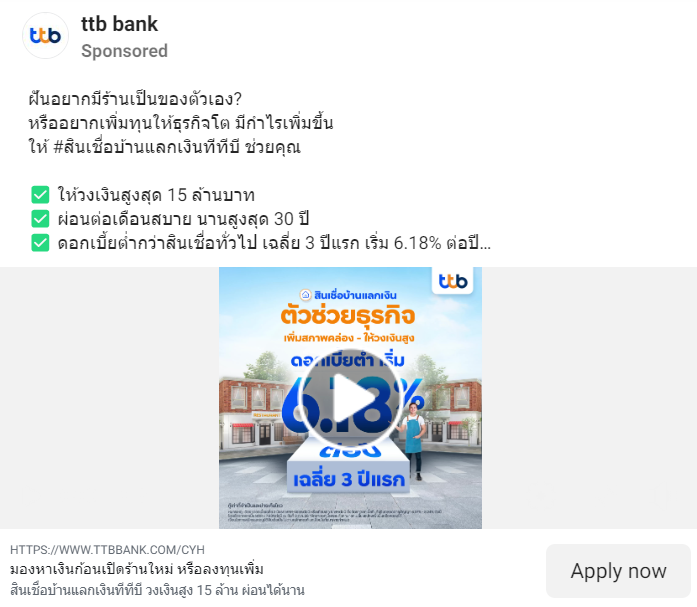 ttb
ttb bank
Sponsored
ฝันอยากมีร้านเป็นของตัวเอง?
หรืออยากเพิ่มทุนให้ธุรกิจโต มีกำไรเพิ่มขึ้น
ให้ #สินเชื่อบ้านแลกเงินทีทีบี ช่วยคุณ
✅ ให้วงเงินสูงสุด 15 ล้านบาท
✅ ผ่อนต่อเดือนสบาย นานสูงสุด 30 ปี
✅ ดอกเบี้ยต่ำกว่าสินเชื่อทั่วไป เฉลี่ย 3 ปีแรก เริ่ม 6.18% ต่อปี...
ttb
สินเชื่อบ้านแลกเงิน
ตัวช่วยธุรกิจ
เพิ่มสภาพคล่อง - ให้วงเงินสูง
ดอกเบี้ยต่ำ เริ่ม
6.18%
ต่อปี
เฉลี่ย 3 ปีแรก
ttb
HTTPS://WWW.TTBBANK.COM/CYH
มองหาเงินก้อนเปิดร้านใหม่ หรือลงทุนเพิ่ม
สินเชื่อบ้านแลกเงินทีทีบี วงเงินสูง 15 ล้าน ผ่อนได้นาน
Apply now